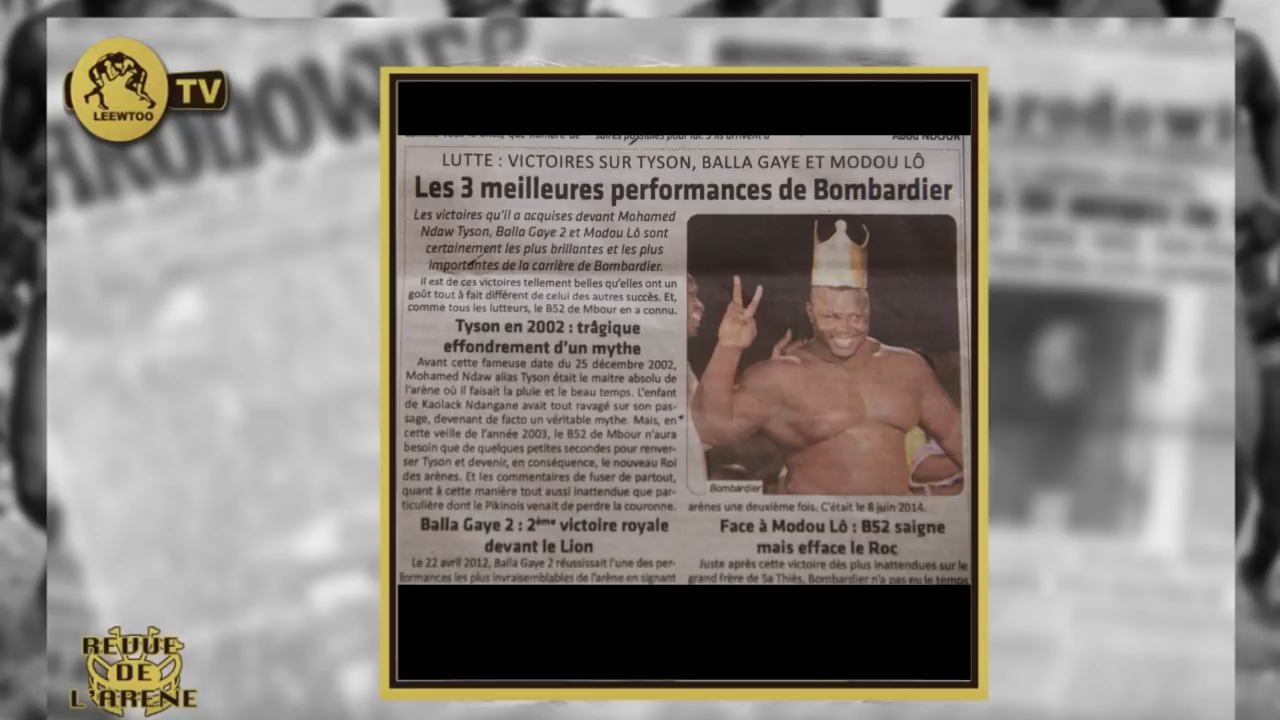 LEEWTOO
TV
LUTTE : VICTOIRES SUR TYSON, BALLA GAYE ET MODOU LÔ
Les 3 meilleures performances de Bombardier
Les victoires qu'il a acquises devant Mohamed
Ndaw Tyson, Balla Gaye 2 et Modou Lô sont
certainement les plus brillantes et les plus
importantes de la carrière de Bombardier.
Il est de ces victoires tellement belles qu'elles ont un
goût tout à fait différent de celui des autres succès. Et,
comme tous les lutteurs, le B52 de Mbour en a connu.
Tyson en 2002 : tragique
effondrement d'un mythe
Avant cette fameuse date du 25 décembre 2002,
Mohamed Ndaw alias Tyson était le maitre absolu de
l'arène où il faisait la pluie et le beau temps. L'enfant
de Kaolack Ndangane avait tout ravagé sur son pas-
sage, devenant de facto un véritable mythe. Mais, en
cette veille de l'année 2003, le B52 de Mbour n'aura
besoin que de quelques petites secondes pour renver-
ser Tyson et devenir, en conséquence, le nouveau Roi
des arènes. Et les commentaires de fuser de partout,
quant à cette manière tout aussi inattendue que par-
ticulière dont le Pikinois venait de perdre la couronne.
Balla Gaye 2 : 2ème victoire royale
devant le Lion
Le 22 avril 2012, Balla Gaye 2 réussissait l'une des per-
formances les plus invraisemblables de l'arène en signant
Bombardier
arènes une deuxième fois. C'était le 8 juin 2014.
Face à Modou Lô : B52 saigne
mais efface le Roc
Juste après cette victoire dès plus inattendues sur le
grand frère de Sa Thiès, Bombardier n'a pas eu le temps
REVUE
DE
L'ARENE